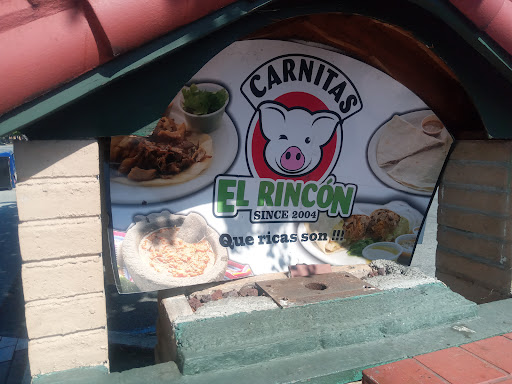 CARNITAS
EL RINCÓN
SINCE 2004
Que ricas son !!!